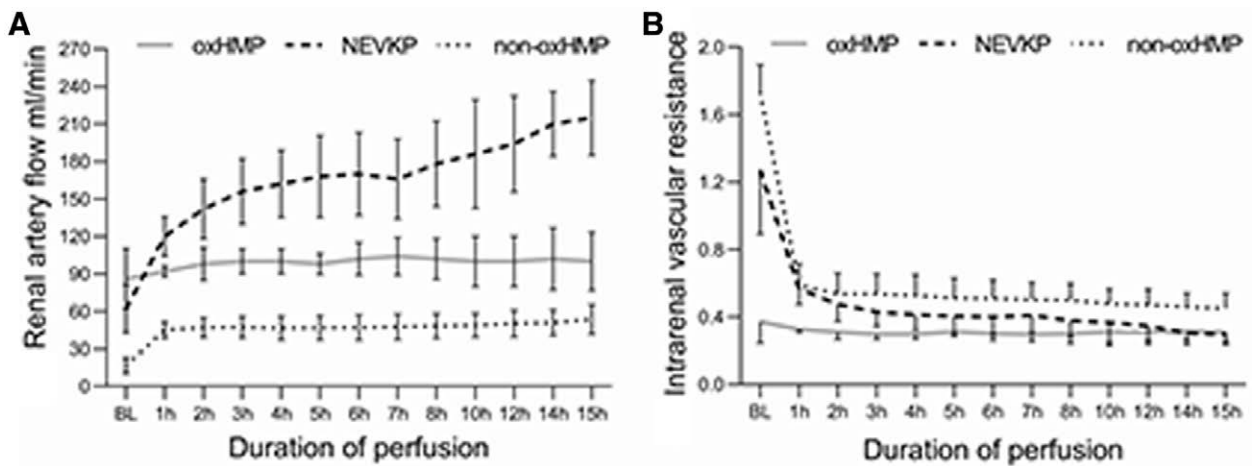 A
oxHMP NEVKP non-oxHMP
Renal artery flow ml/min
270
240
210
180
150
120
90
60
30
0
BL 1h 2h 3h 4h 5h 6h 7h 8h 10h 12h 14h 15h
Duration of perfusion
B
oxHMP NEVKP non-oxHMP
Intrarenal vascular resistance
2.0
1.6
1.2
0.8
0.4
0.0
BL 1h 2h 3h 4h 5h 6h 7h 8h 10h 12h 14h 15h
Duration of perfusion